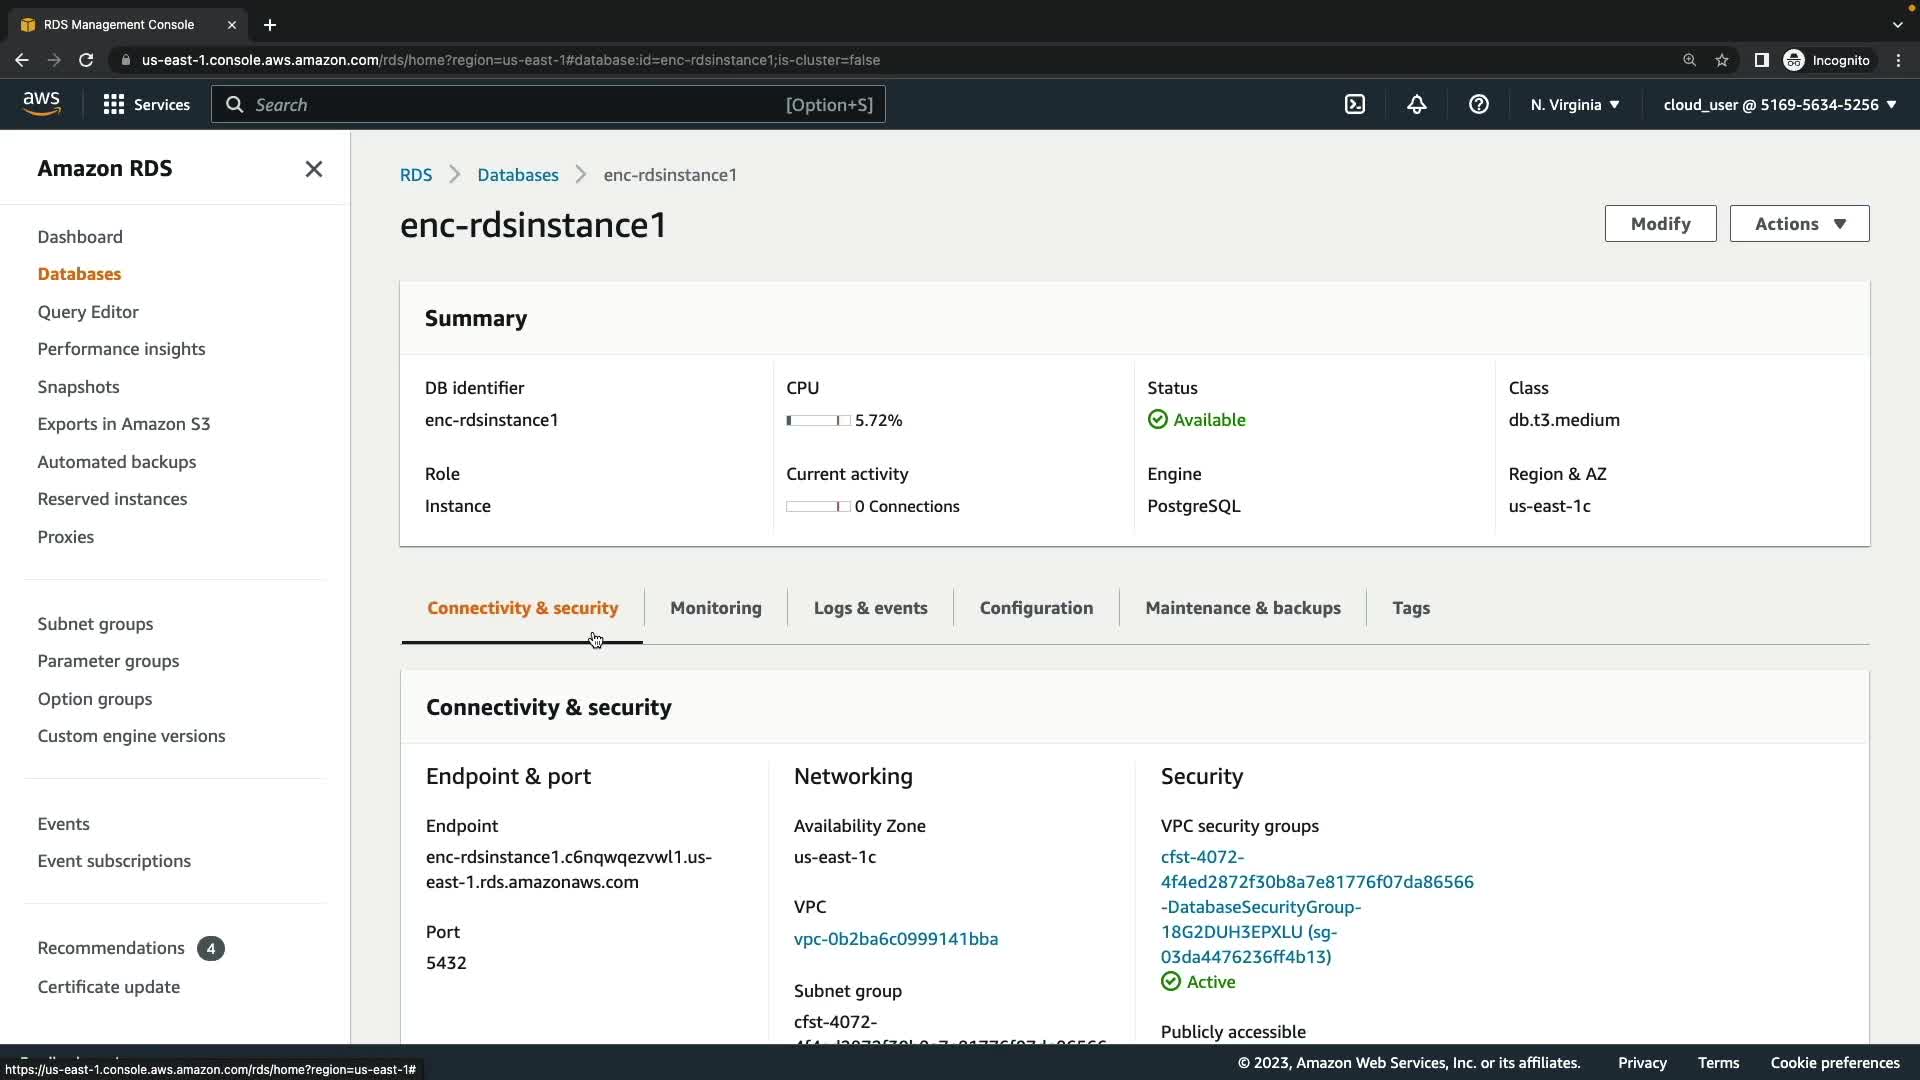 RDS Management Console
us-east-1.console.aws.amazon.com/rds/home?region=us-east-1#database:id=enc-rdsinstance1;is-cluster=false
Incognito
aws
Services
Search
[Option+S]
N. Virginia
cloud_user @ 5169-5634-5256
Amazon RDS
Dashboard
Databases
Query Editor
Performance insights
Snapshots
Exports in Amazon S3
Automated backups
Reserved instances
Proxies
Subnet groups
Parameter groups
Option groups
Custom engine versions
Events
Event subscriptions
Recommendations 4
Certificate update
RDS
Databases
enc-rdsinstance1
enc-rdsinstance1
Modify
Actions
Summary
DB identifier
enc-rdsinstance1
CPU
5.72%
Status
Available
Class
db.t3.medium
Role
Instance
Current activity
0 Connections
Engine
PostgreSQL
Region & AZ
us-east-1c
Connectivity & security
Monitoring
Logs & events
Configuration
Maintenance & backups
Tags
Connectivity & security
Endpoint & port
Endpoint
enc-rdsinstance1.c6nqwqezvwl1.us-
east-1.rds.amazonaws.com
Port
5432
Networking
Availability Zone
us-east-1c
VPC
vpc-0b2ba6c0999141bba
Subnet group
cfst-4072-
Security
VPC security groups
cfst-4072-
4f4ed2872f30b8a7e81776f07da86566
-DatabaseSecurityGroup-
18G2DUH3EPXLU (sg-
03da4476236ff4b13)
Active
Publicly accessible
https://us-east-1.console.aws.amazon.com/rds/home?region=us-east-1#
© 2023, Amazon Web Services, Inc. or its affiliates.
Privacy
Terms
Cookie preferences